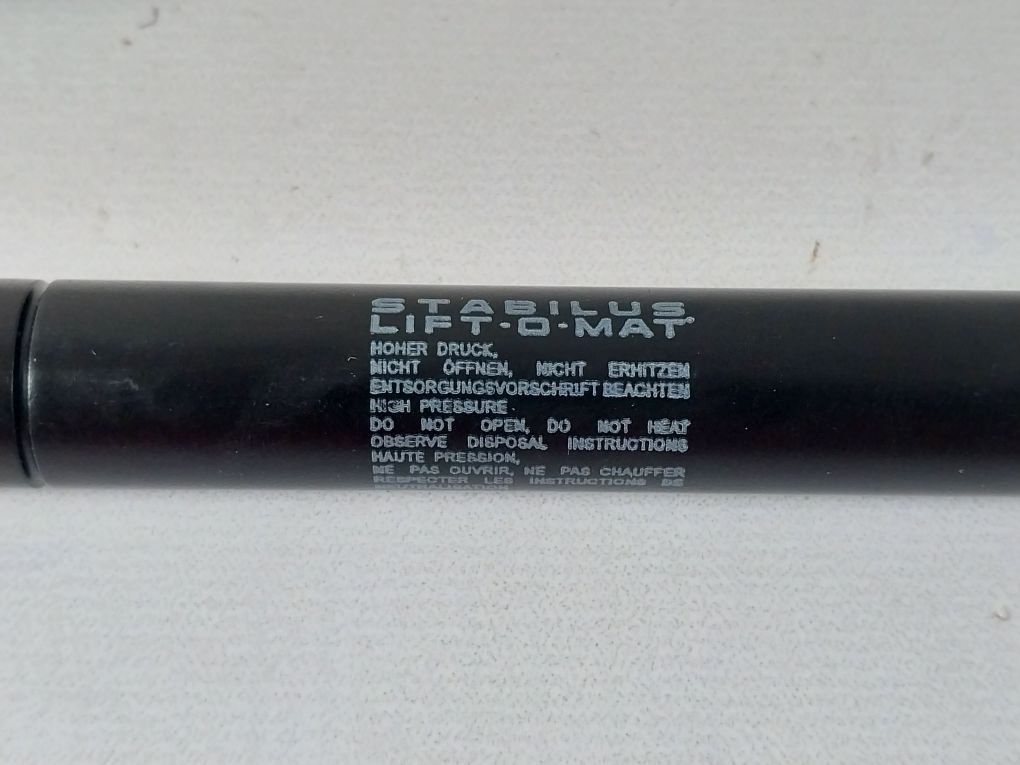 STABILUS
LIFT-O-MAT®
HOHER DRUCK,
NICHT ÖFFNEN, NICHT ERHITZEN
ENTSORGUNGSVORSCHRIFT BEACHTEN
HIGH PRESSURE
DO NOT OPEN, DO NOT HEAT
OBSERVE DISPOSAL INSTRUCTIONS
HAUTE PRESSION,
NE PAS OUVRIR, NE PAS CHAUFFER
RESPECTER LES INSTRUCTIONS DE
NEUTRALISATION